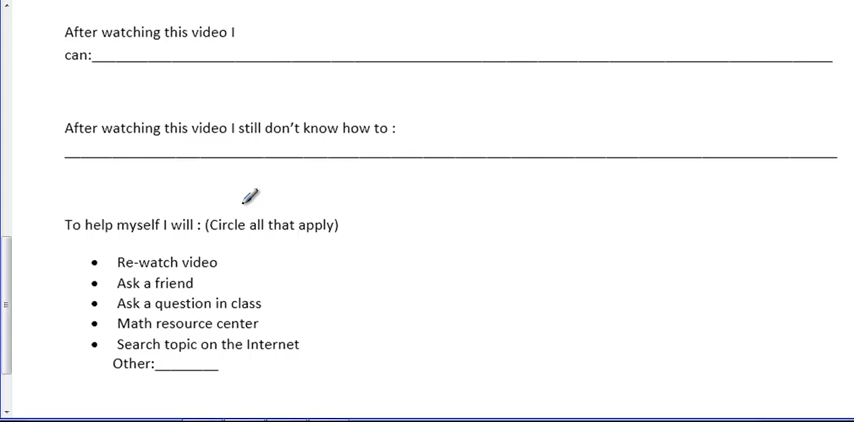 After watching this video I
can:______________________________________________
After watching this video I still don’t know how to :
________________________________________________
To help myself I will : (Circle all that apply)
• Re-watch video
• Ask a friend
• Ask a question in class
• Math resource center
• Search topic on the Internet
Other:________